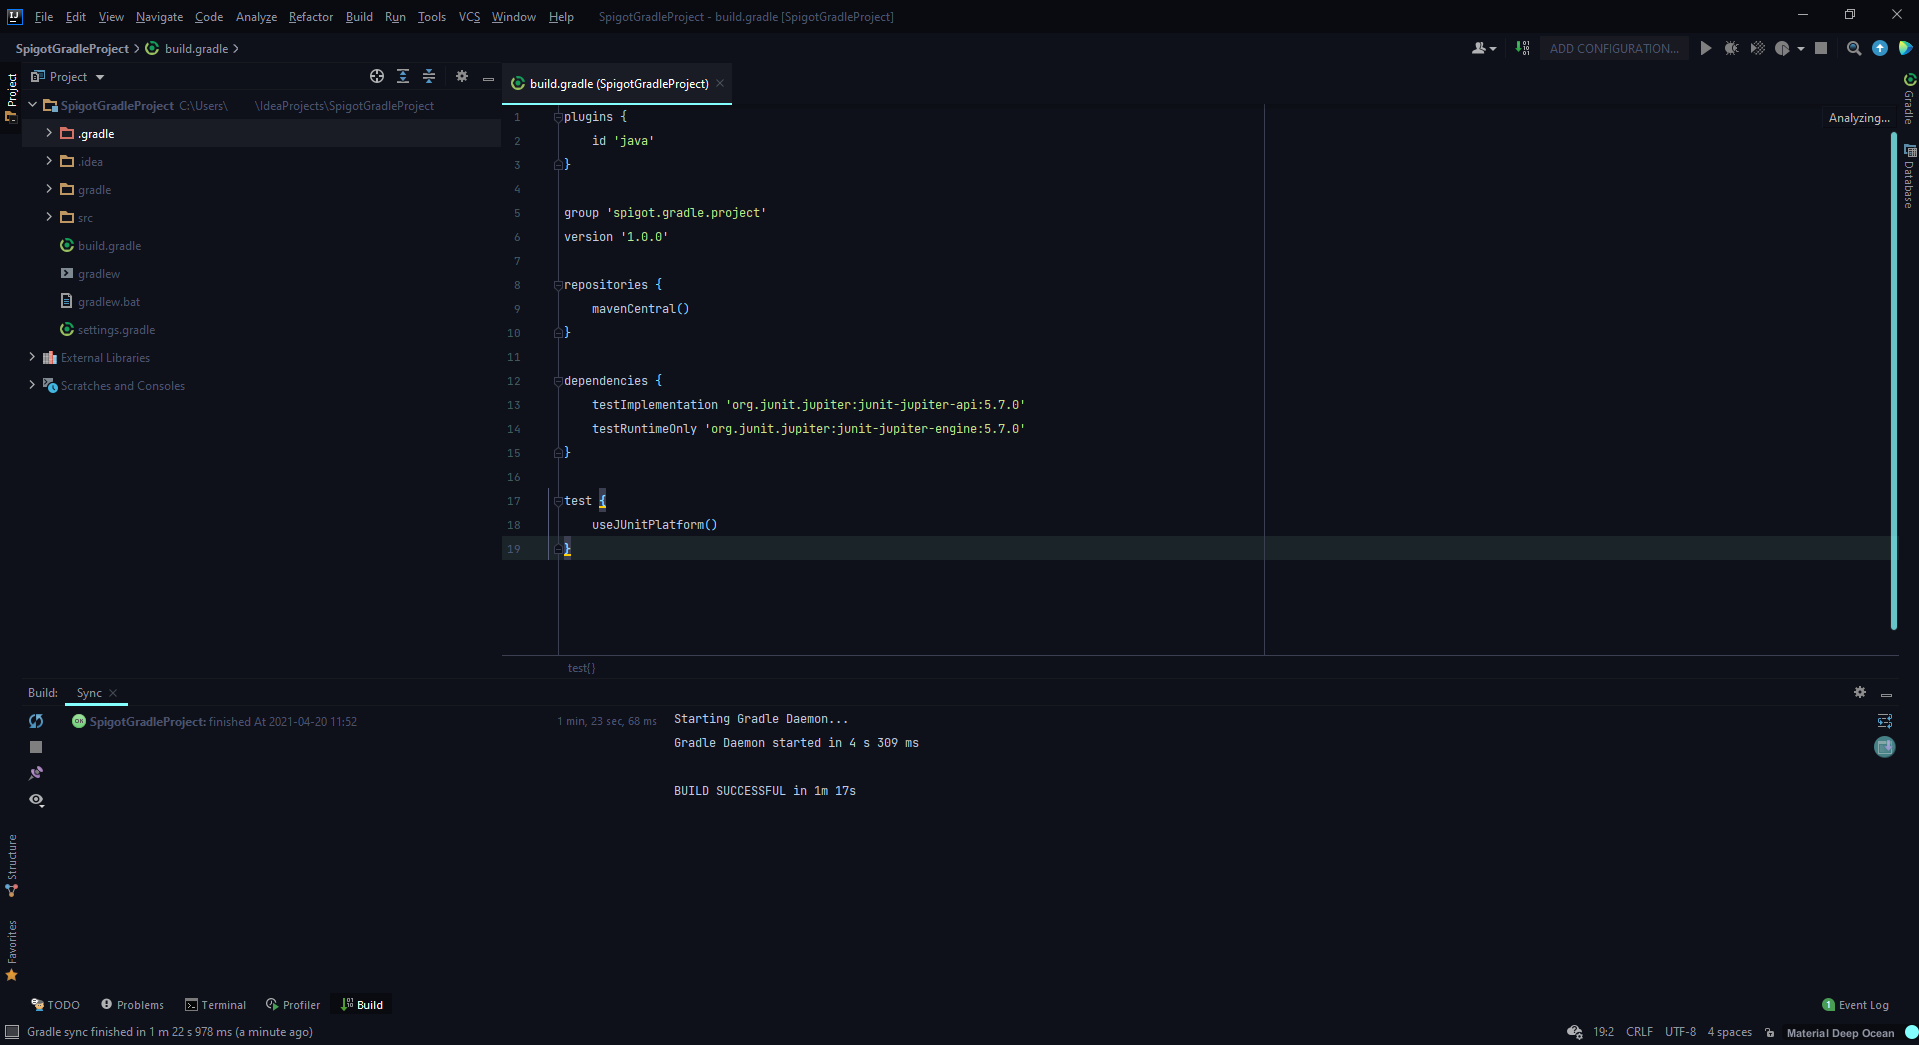 File Edit View Navigate Code Analyze Refactor Build Run Tools VCS Window Help SpigotGradleProject - build.gradle [SpigotGradleProject]
SpigotGradleProject build.gradle
ADD CONFIGURATION...
Project
Project
build.gradle (SpigotGradleProject)
SpigotGradleProject C:\Users\ \IdeaProjects\SpigotGradleProject
.gradle
.idea
gradle
src
build.gradle
gradlew
gradlew.bat
settings.gradle
External Libraries
Scratches and Consoles
1 plugins {
2 id 'java'
3 }
4
5 group 'spigot.gradle.project'
6 version '1.0.0'
7
8 repositories {
9 mavenCentral()
10 }
11
12 dependencies {
13 testImplementation 'org.junit.jupiter:junit-jupiter-api:5.7.0'
14 testRuntimeOnly 'org.junit.jupiter:junit-jupiter-engine:5.7.0'
15 }
16
17 test {
18 useJUnitPlatform()
19 }
Analyzing...
Gradle
Database
test{}
Build: Sync
SpigotGradleProject: finished At 2021-04-20 11:52 1 min, 23 sec, 68 ms
Starting Gradle Daemon...
Gradle Daemon started in 4 s 309 ms
BUILD SUCCESSFUL in 1m 17s
Structure
Favorites
TODO Problems Terminal Profiler Build
1 Event Log
Gradle sync finished in 1 m 22 s 978 ms (a minute ago)
19:2 CRLF UTF-8 4 spaces Material Deep Ocean